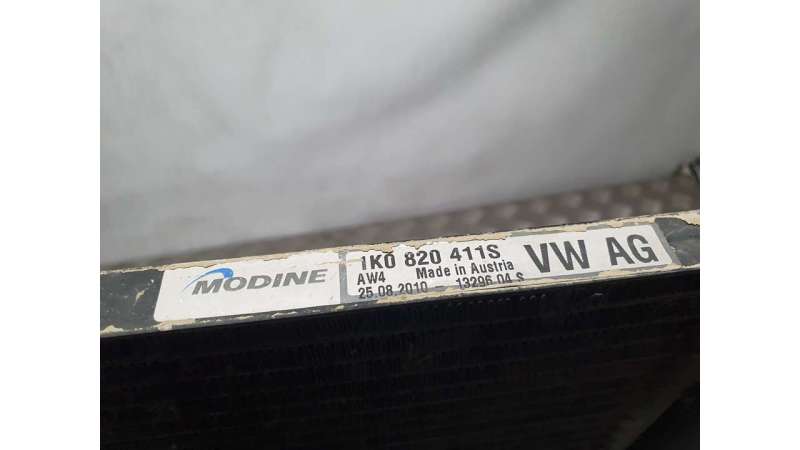 MODINE
1K0 820 411S
AW4 Made in Austria
25.08.2010 - 13296 04 S
VW AG